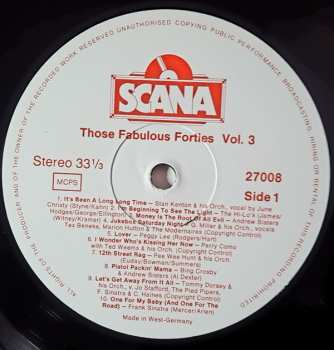 ALL RIGHTS OF THE PRODUCER AND OF THE OWNER OF THE RECORDED WORK RESERVED UNAUTHORISED COPYING PUBLIC PERFORMANCE BROADCASTING, HIRING OR RENTAL OF THIS RECORDING PROHIBITED
SCANA
Those Fabulous Forties Vol. 3
Stereo 33⅓
27008
MCPS
Side 1
1. It's Been A Long Long Time - Stan Kenton & his Orch., vocal by June
Christy (Styne/Kahn) 2. I'm Beginning To See The Light - The Hi-Lo's (James/
Hodges/George/Ellington) 3. Money Is The Root Of All Evil - Andrew Sisters
(Witney/Kramer) 4. Jukebox Saturday Night - G. Miller & his Orch., vocals
Tex Beneke, Marion Hutton & The Modernaires (Copyright Control)
5. Lover - Peggy Lee (Rodgers/Hart)
6. I Wonder Who's Kissing Her Now - Perry Como
with Ted Weems & his Orch. (Copyright Control)
7. 12th Street Rag - Pee Wee Hunt & his Orch.
(Euday/Bowman/Summers)
8. Pistol Packin' Mama - Bing Crosby
& Andrew Sisters (Al Dexter)
9. Let's Get Away From It All - Tommy Dorsey &
his Orch., v. Jo Stafford, The Pied Pipers,
F. Sinatra & C. Haines (Copyright Control)
10. One For My Baby (And One For The
Road) - Frank Sinatra (Mercer/Arlen)
Made in West-Germany